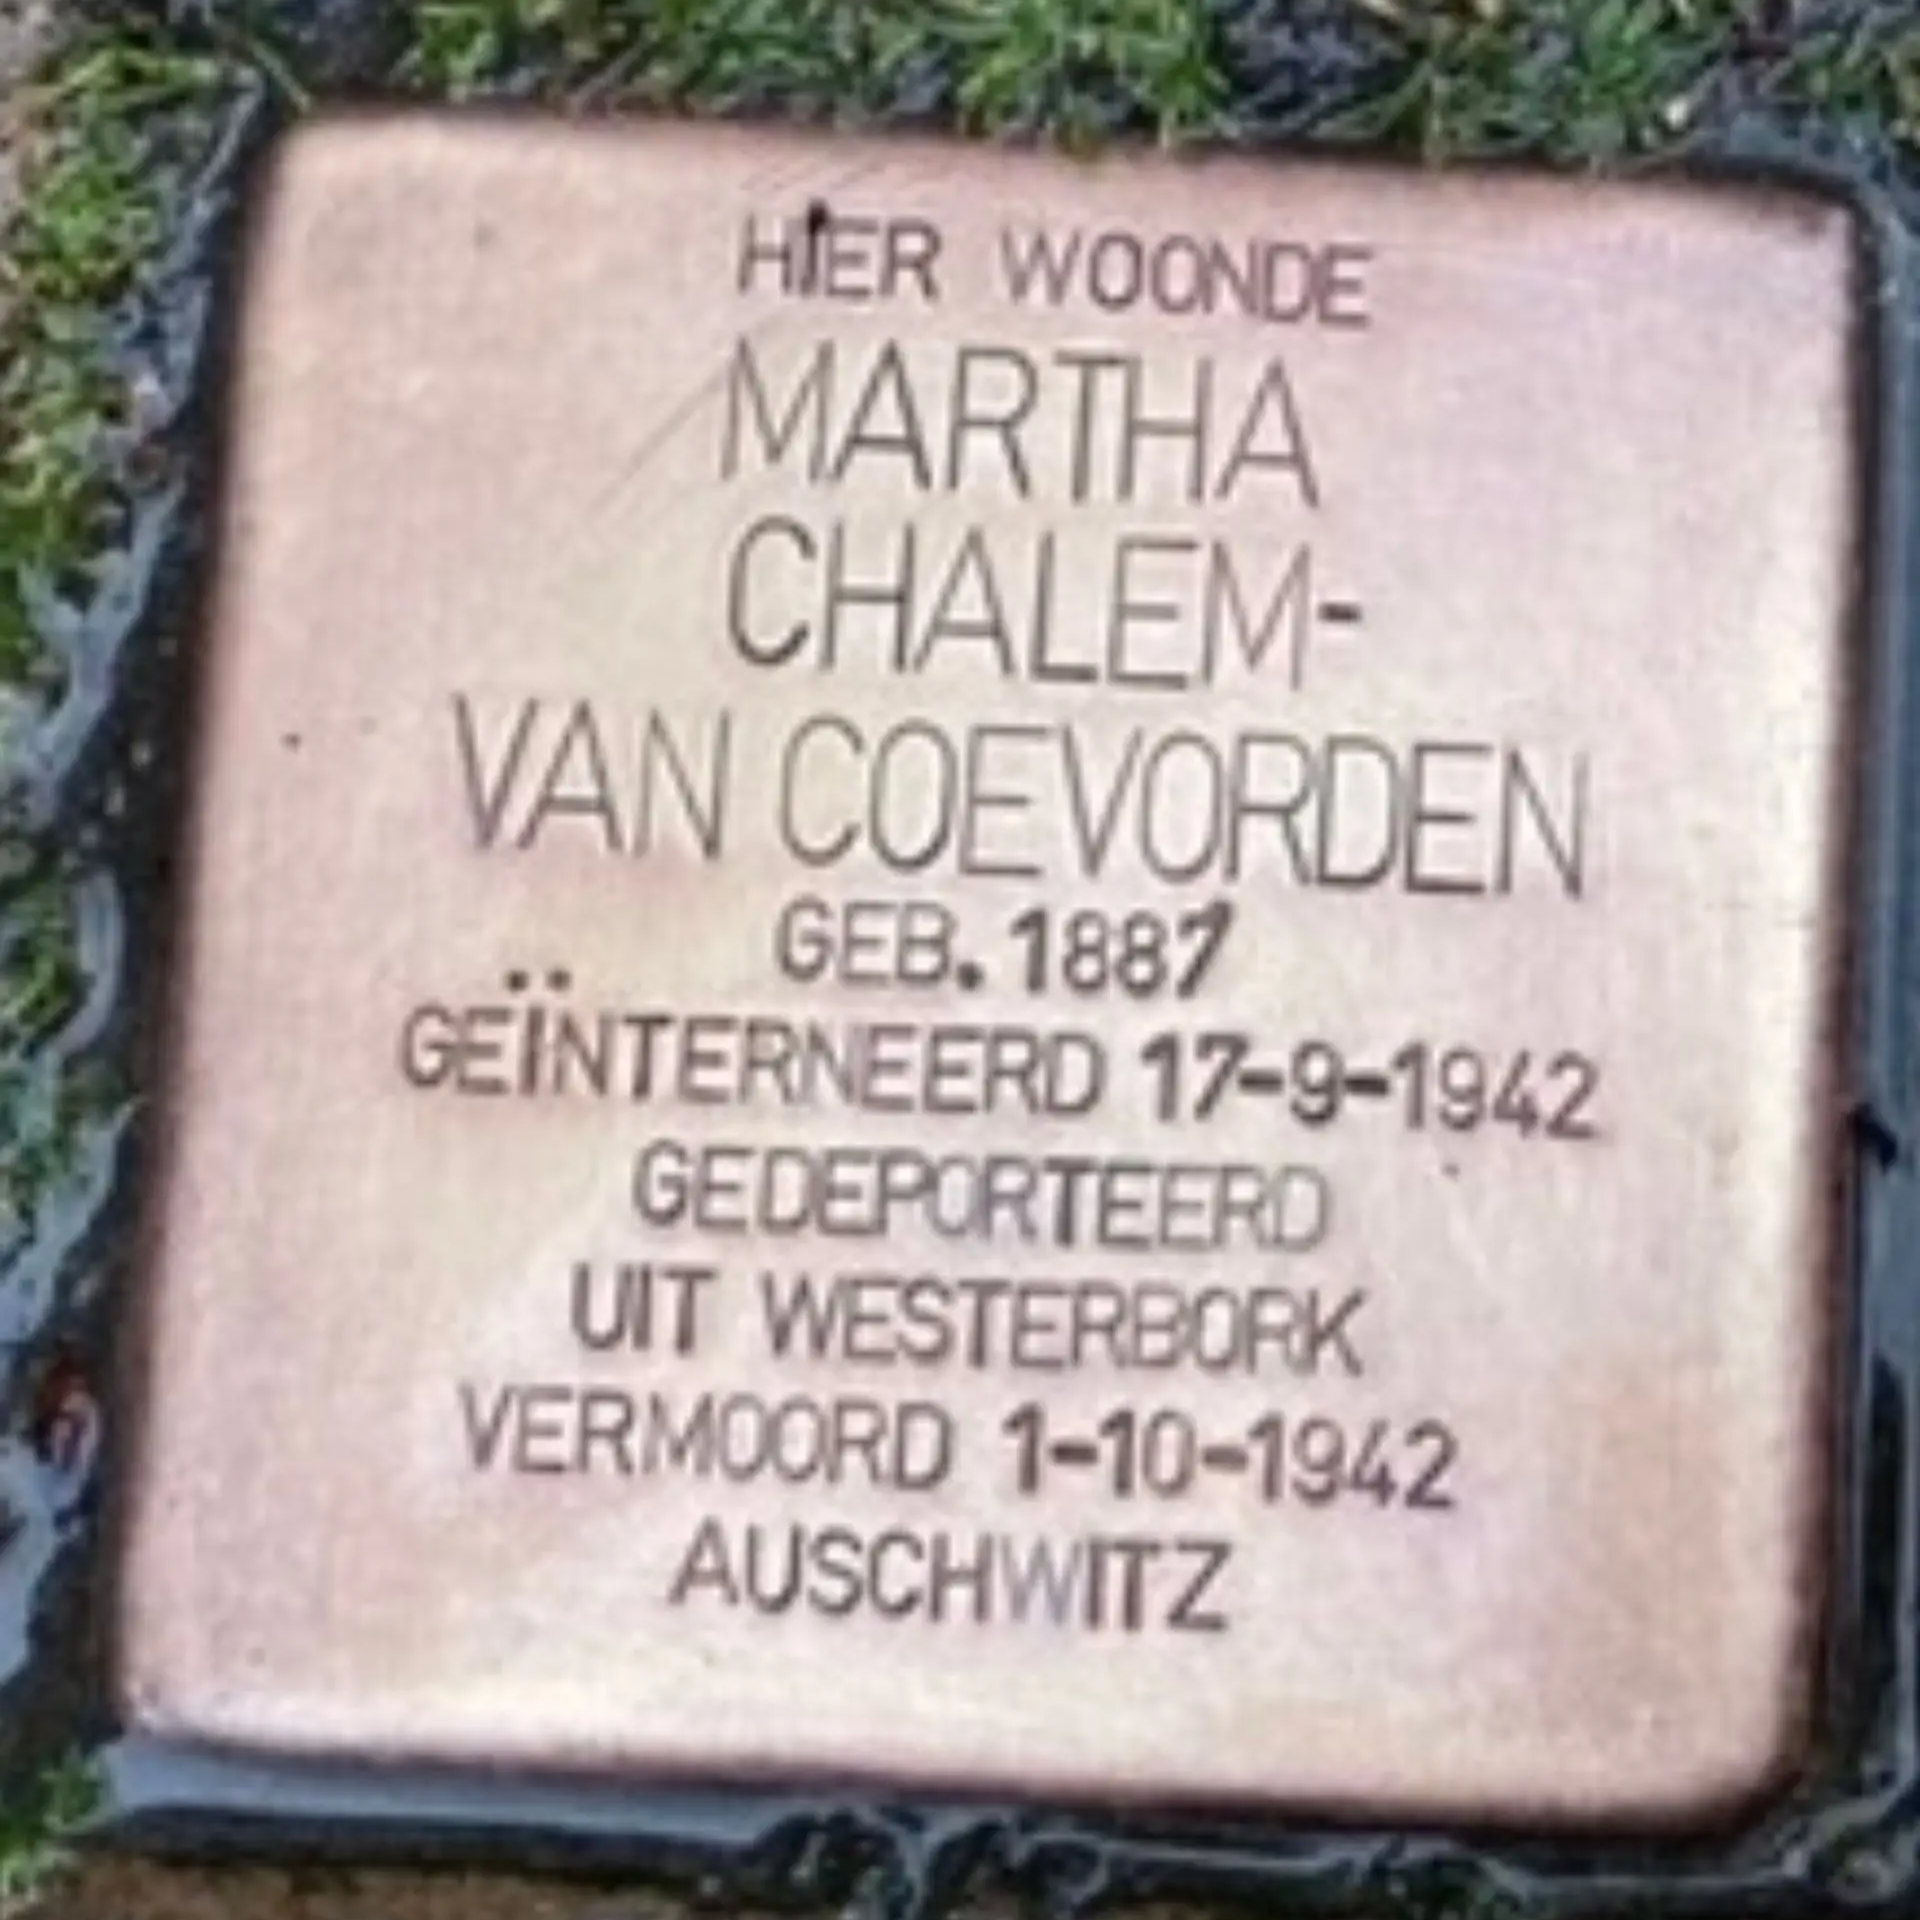 HIER WOONDE
MARTHA
CHALEM-
VAN COEVORDEN
GEB. 1887
GEÏNTERNEERD 17-9-1942
GEDEPORTEERD
UIT WESTERBORK
VERMOORD 1-10-1942
AUSCHWITZ